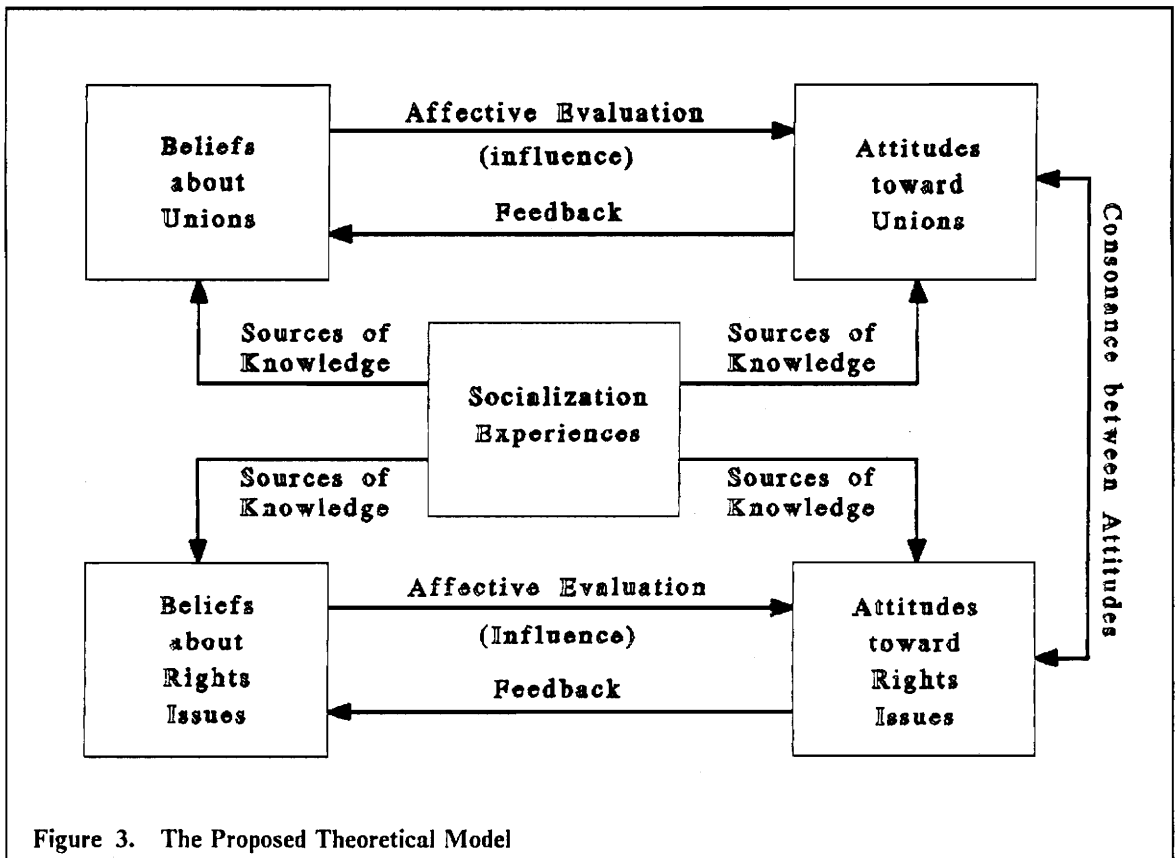 Beliefs
about
Unions
Affective Evaluation
(influence)
Feedback
Attitudes
toward
Unions
Consonance between Attitudes
Sources of
Knowledge
Sources of
Knowledge
Socialization
Experiences
Sources of
Knowledge
Sources of
Knowledge
Beliefs
about
Rights
Issues
Affective Evaluation
(Influence)
Feedback
Attitudes
toward
Rights
Issues
Figure 3. The Proposed Theoretical Model